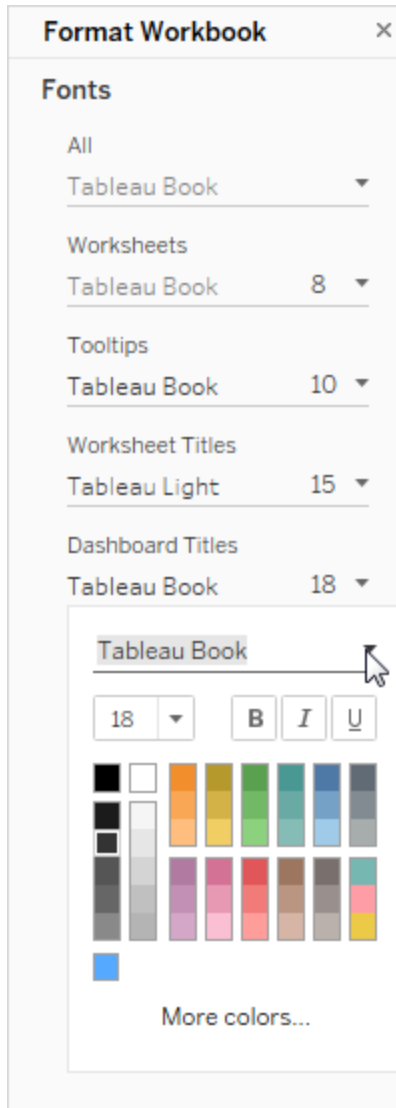 Format Workbook ×
Fonts
All
Tableau Book
Worksheets
Tableau Book 8
Tooltips
Tableau Book 10
Worksheet Titles
Tableau Light 15
Dashboard Titles
Tableau Book 18
Tableau Book
18 B I U
More colors...